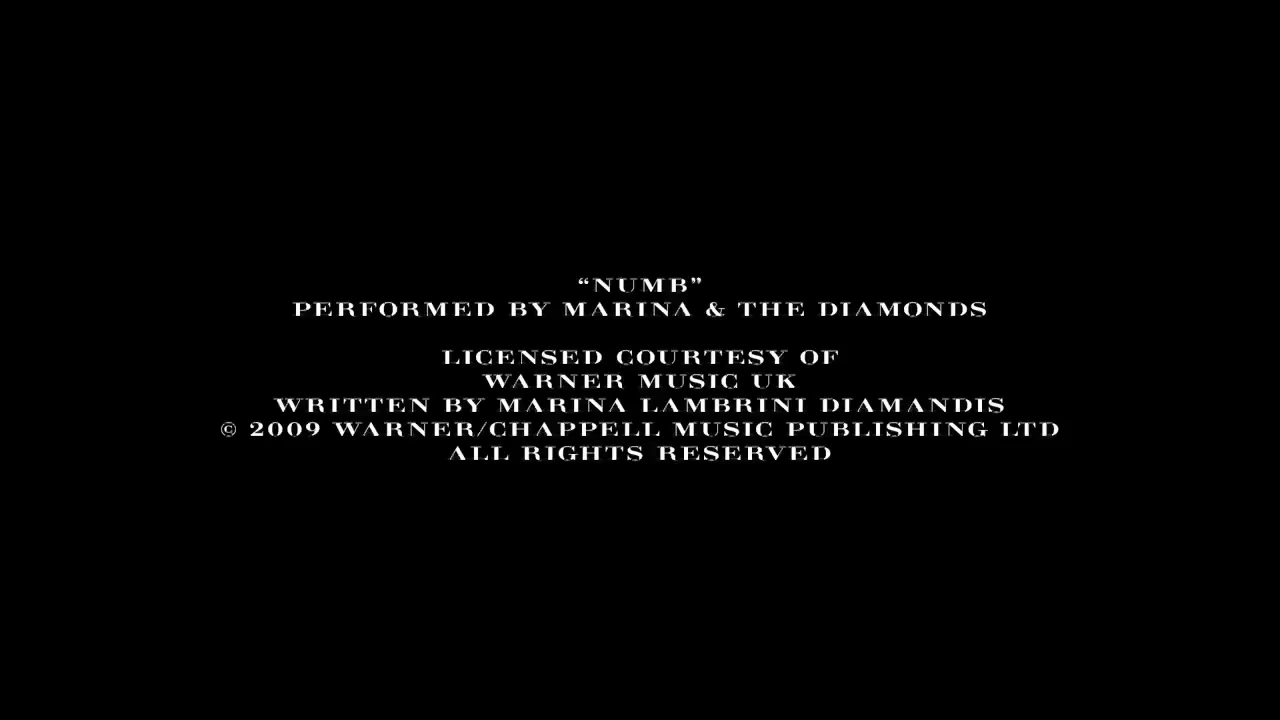 “NUMB”
PERFORMED BY MARINA & THE DIAMONDS
LICENSED COURTESY OF
WARNER MUSIC UK
WRITTEN BY MARINA LAMBRINI DIAMANDIS
© 2009 WARNER/CHAPPELL MUSIC PUBLISHING LTD
ALL RIGHTS RESERVED